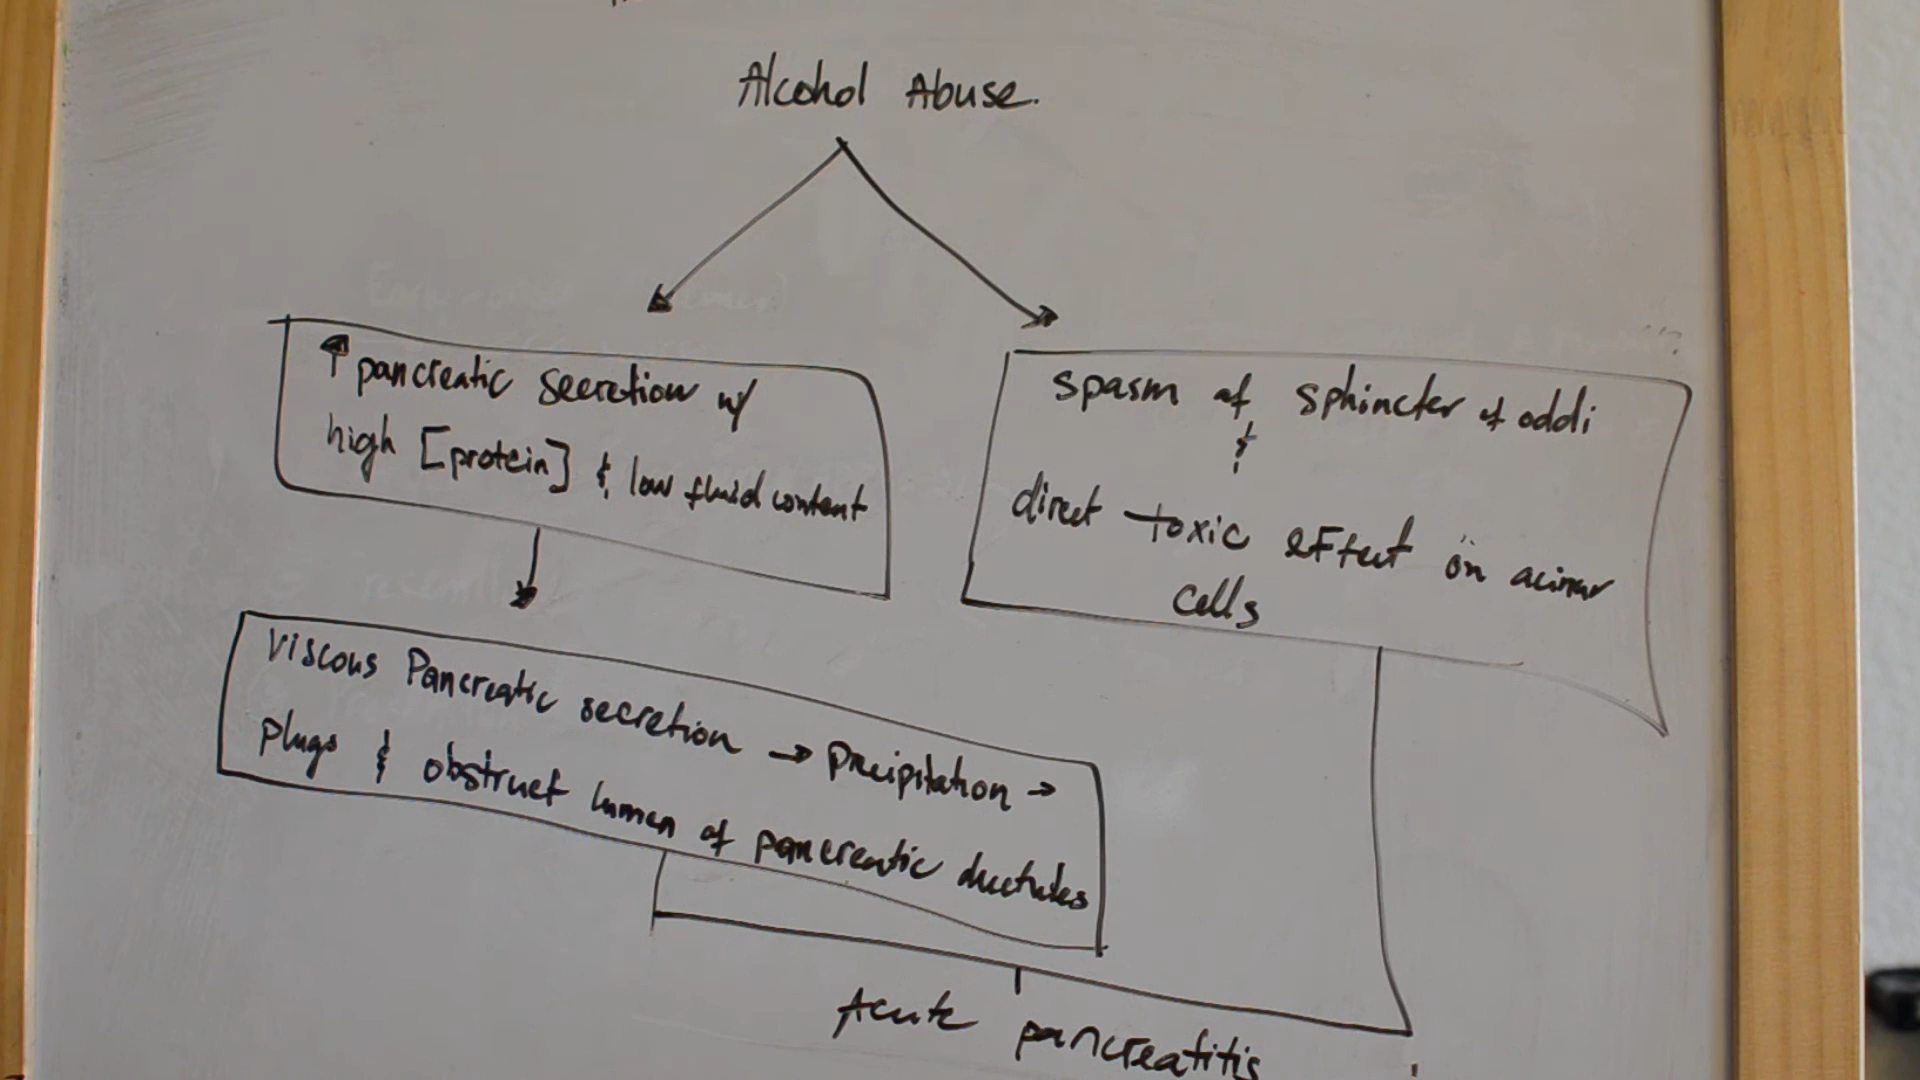 Alcohol Abuse.
↑ pancreatic secretion w/
high [protein] & low fluid content
spasm of sphincter of oddi
&
direct toxic effect on acinar
cells
Viscous Pancreatic secretion → precipitation →
plugs & obstruct lumen of pancreatic ductules
Acute pancreatitis